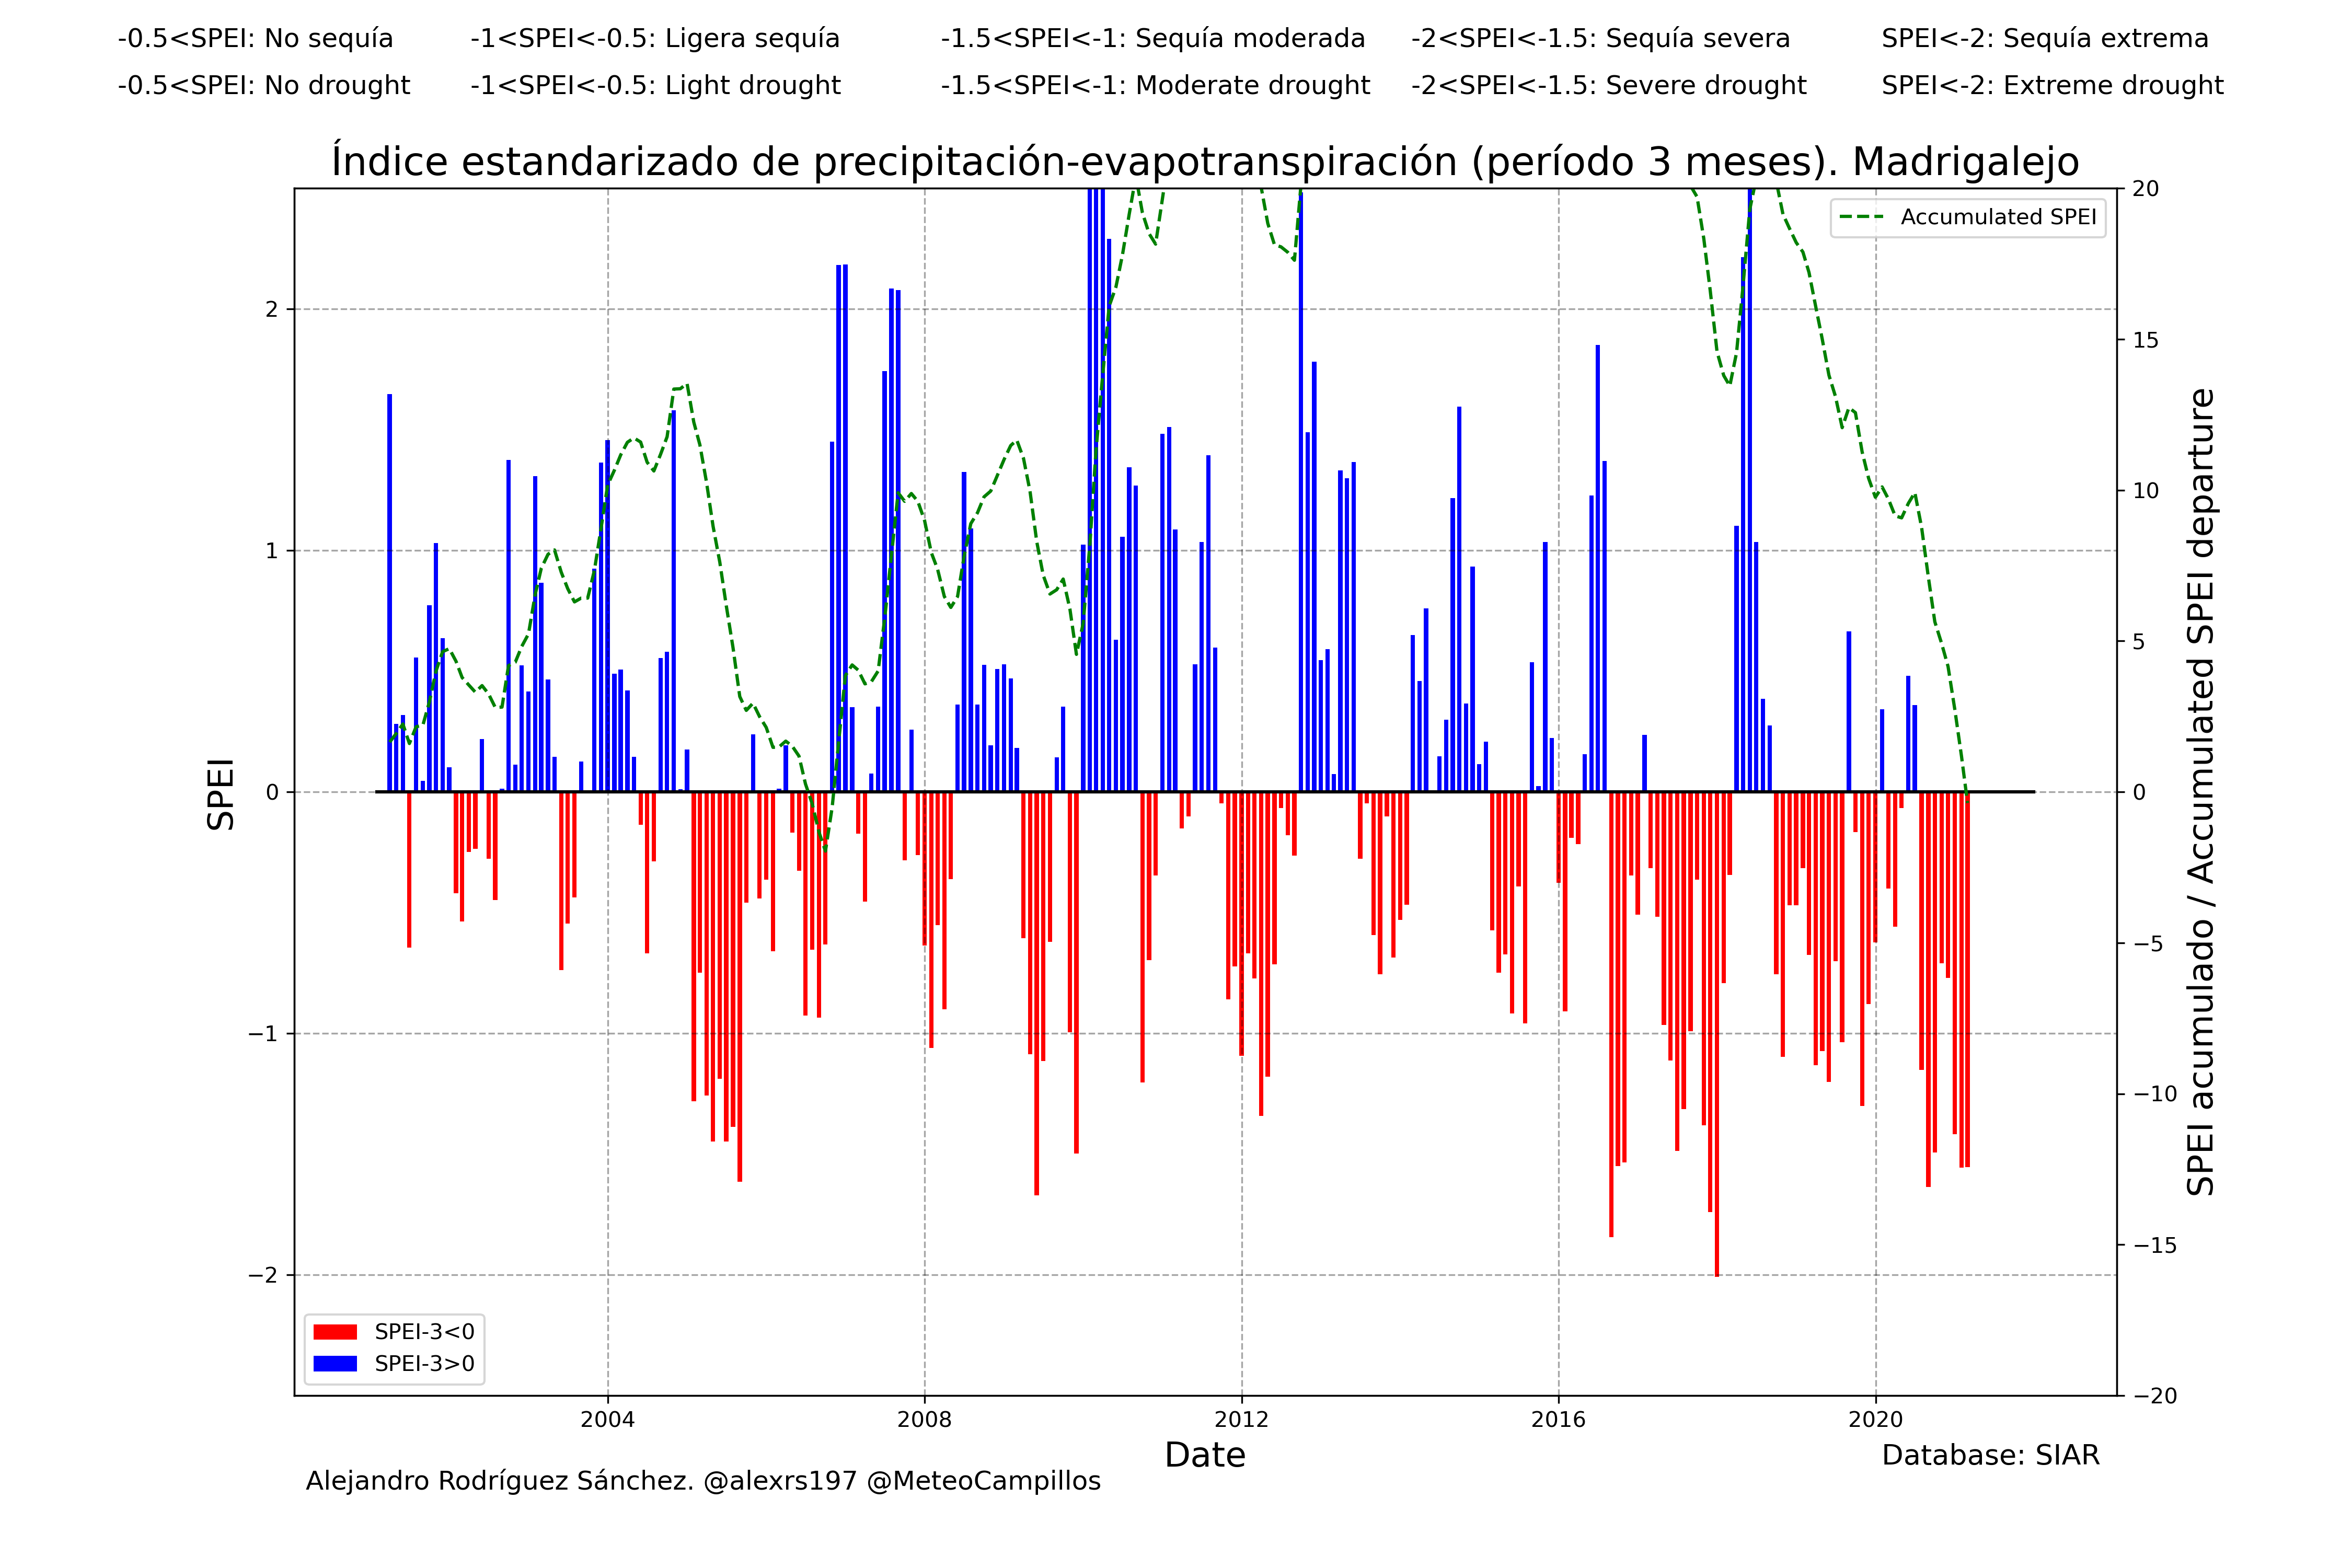 -0.5<SPEI: No sequía -1<SPEI<-0.5: Ligera sequía -1.5<SPEI<-1: Sequía moderada -2<SPEI<-1.5: Sequía severa SPEI<-2: Sequía extrema
-0.5<SPEI: No drought -1<SPEI<-0.5: Light drought -1.5<SPEI<-1: Moderate drought -2<SPEI<-1.5: Severe drought SPEI<-2: Extreme drought
Índice estandarizado de precipitación-evapotranspiración (período 3 meses). Madrigalejo
Accumulated SPEI
SPEI
2
1
0
−1
−2
20
15
10
5
0
−5
−10
−15
−20
SPEI acumulado / Accumulated SPEI departure
SPEI-3<0
SPEI-3>0
2004 2008 2012 2016 2020
Date
Database: SIAR
Alejandro Rodríguez Sánchez. @alexrs197 @MeteoCampillos